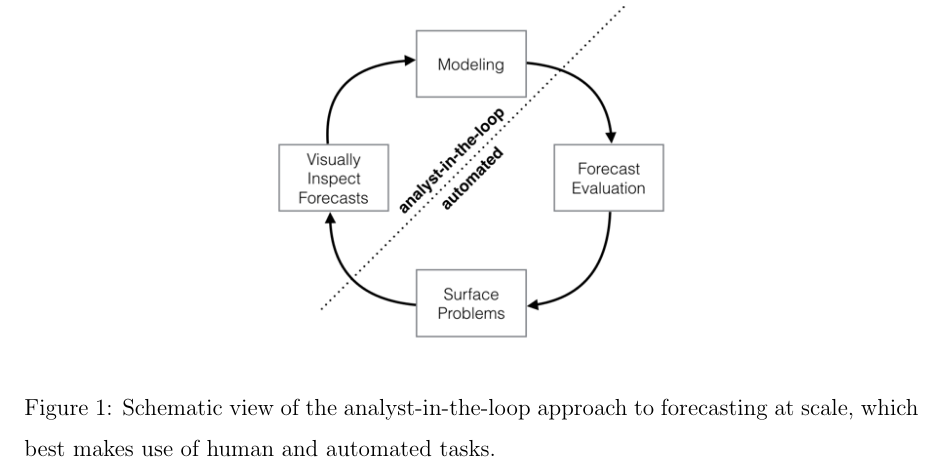 Modeling
analyst-in-the-loop
automated
Visually
Inspect
Forecasts
Forecast
Evaluation
Surface
Problems
Figure 1: Schematic view of the analyst-in-the-loop approach to forecasting at scale, which
best makes use of human and automated tasks.